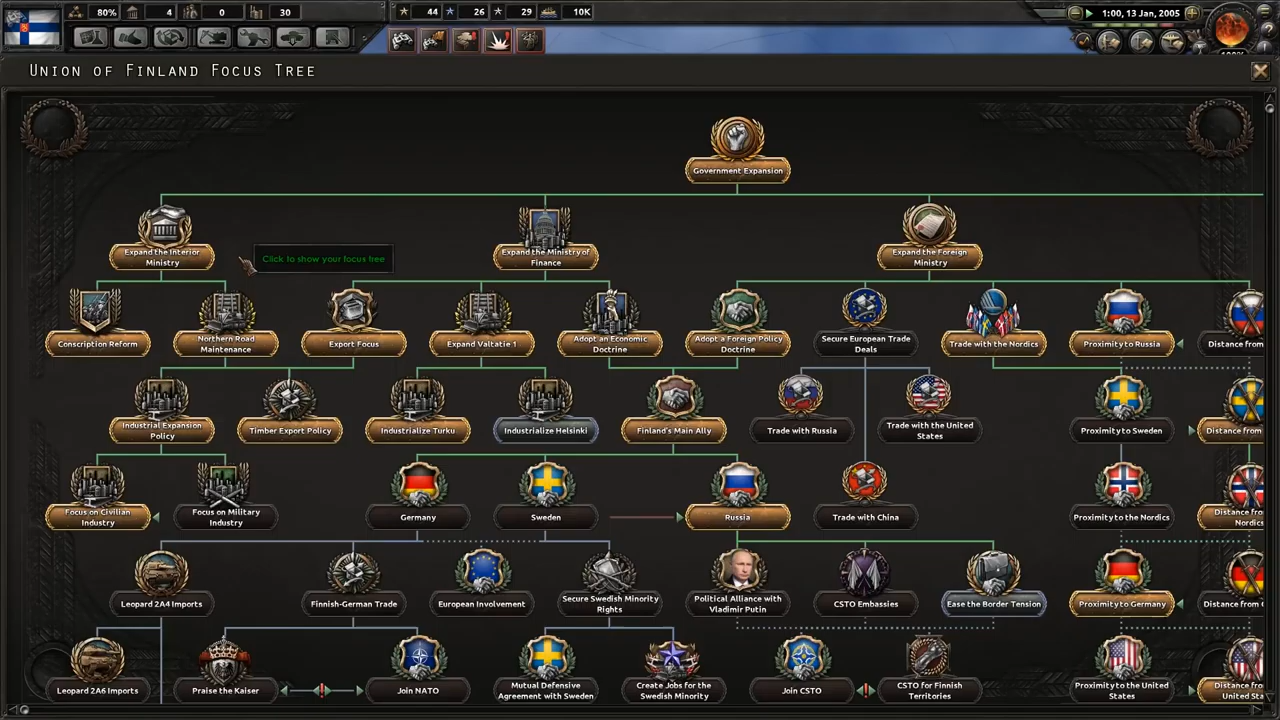 80%
4
0
30
44
26
29
10K
1:00, 13 Jan, 2005
Union of Finland Focus Tree
Government Expansion
Expand the Interior
Ministry
Click to show your focus tree
Expand the Ministry of
Finance
Expand the Foreign
Ministry
Conscription Reform
Northern Road
Maintenance
Export Focus
Expand Valtatie 1
Adopt an Economic
Doctrine
Adopt a Foreign Policy
Doctrine
Secure European Trade
Deals
Trade with the Nordics
Proximity to Russia
Distance from
Industrial Expansion
Policy
Timber Export Policy
Industrialize Turku
Industrialize Helsinki
Finland's Main Ally
Trade with Russia
Trade with the United
States
Proximity to Sweden
Distance from
Focus on Civilian
Industry
Focus on Military
Industry
Germany
Sweden
Russia
Trade with China
Proximity to the Nordics
Distance from
Nordics
Leopard 2A4 Imports
Finnish-German Trade
European Involvement
Secure Swedish Minority
Rights
Political Alliance with
Vladimir Putin
CSTO Embassies
Ease the Border Tension
Proximity to Germany
Distance from
Leopard 2A6 Imports
Praise the Kaiser
Join NATO
Mutual Defensive
Agreement with Sweden
Create Jobs for the
Swedish Minority
Join CSTO
CSTO for Finnish
Territories
Proximity to the United
States
Distance from
United Sta